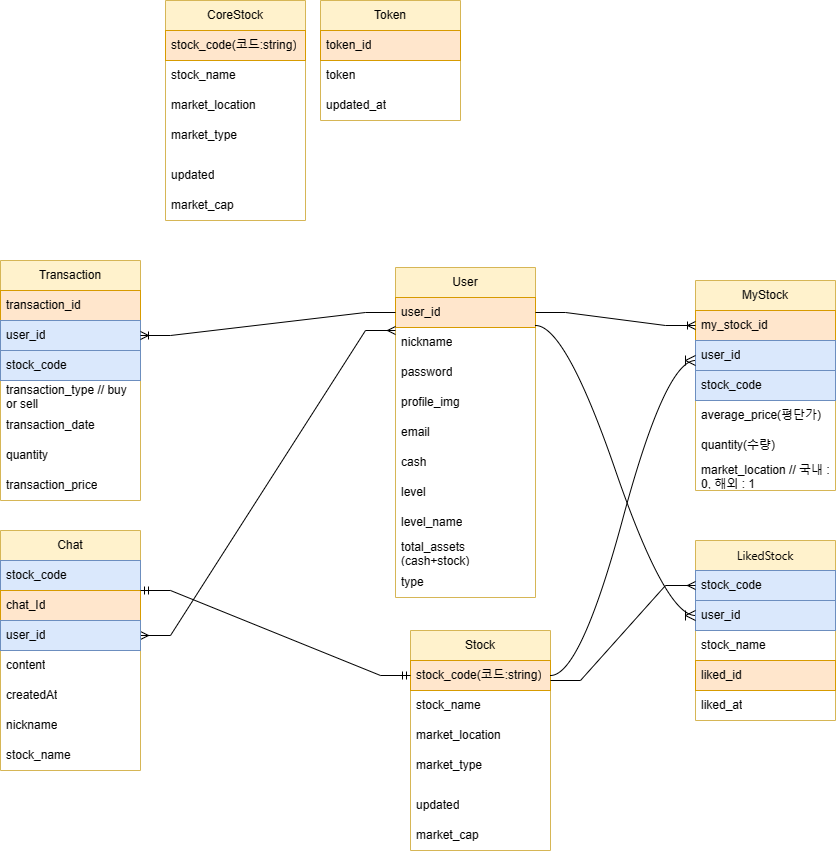 CoreStock
stock_code(코드:string)
stock_name
market_location
market_type
updated
market_cap
Token
token_id
token
updated_at
Transaction
transaction_id
user_id
stock_code
transaction_type // buy
or sell
transaction_date
quantity
transaction_price
User
user_id
nickname
password
profile_img
email
cash
level
level_name
total_assets
(cash+stock)
type
MyStock
my_stock_id
user_id
stock_code
average_price(평단가)
quantity(수량)
market_location // 국내 :
0, 해외 : 1
Chat
stock_code
chat_Id
user_id
content
createdAt
nickname
stock_name
Stock
stock_code(코드:string)
stock_name
market_location
market_type
updated
market_cap
LikedStock
stock_code
user_id
stock_name
liked_id
liked_at